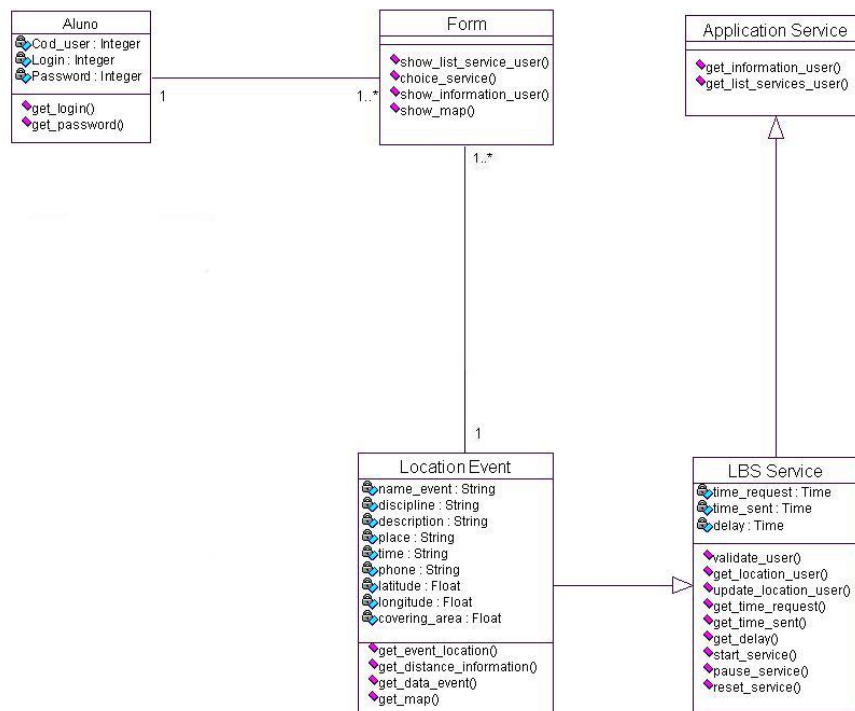 Aluno
Cod_user : Integer
Login : Integer
Password : Integer
get_login()
get_password()
1
1..*
Form
show_list_service_user()
choice_service()
show_information_user()
show_map()
1..*
1
Application Service
get_information_user()
get_list_services_user()
Location Event
name_event : String
discipline : String
description : String
place : String
time : String
phone : String
latitude : Float
longitude : Float
covering_area : Float
get_event_location()
get_distance_information()
get_data_event()
get_map()
LBS Service
time_request : Time
time_sent : Time
delay : Time
validate_user()
get_location_user()
update_location_user()
get_time_request()
get_time_sent()
get_delay()
start_service()
pause_service()
reset_service()